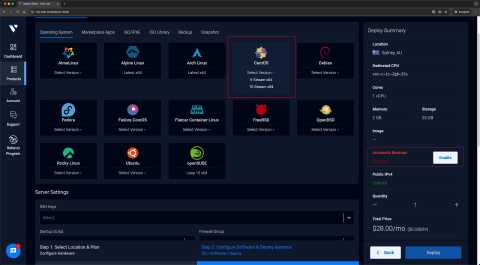 Dashboard
Products
Account
Support
Referral
Program
Operating System
Marketplace Apps
ISO/iPXE
ISO Library
Backup
Snapshot
AlmaLinux
Select Version
Alpine Linux
Latest x64
Arch Linux
Latest x64
CentOS
Select Version
9 Stream x64
10 Stream x64
Debian
Select Version
Fedora
Select Version
Fedora CoreOS
Select Version
Flatcar Container Linux
Select Version
FreeBSD
Select Version
OpenBSD
Select Version
Rocky Linux
Select Version
Ubuntu
Select Version
openSUSE
Leap 15 x64
Server Settings
SSH Keys
Select...
Startup Script
Firewall Group
Step 1: Select Location & Plan
Configure Hardware
Step 2: Configure Software & Deploy Instance
OS / Software / Deploy
Deploy Summary
Location
Sydney AU
Dedicated CPU
Cores
1 vCPU
Memory
Storage
2 GB
25 GB
Image
---
Automatic Backups
Enable
Public IPv4
Quantity
1
+
Total Price
$28.00/mo
Back
Deploy